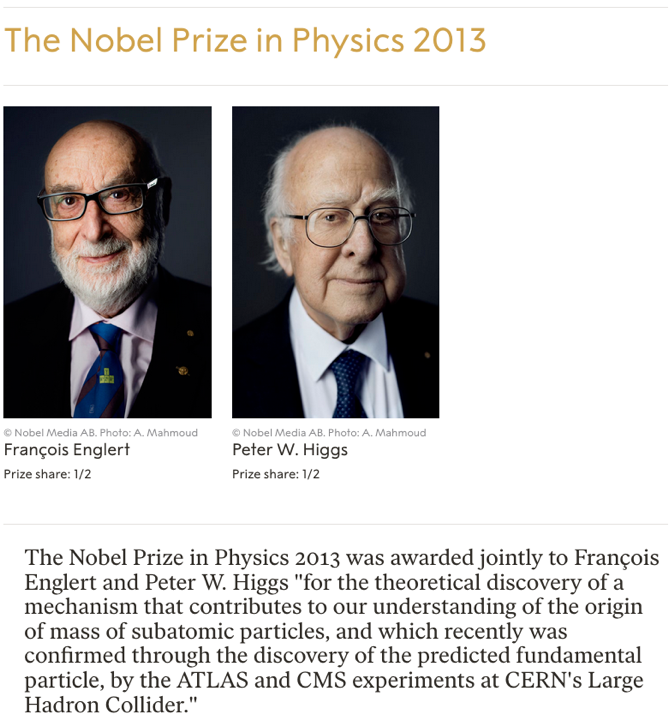 The Nobel Prize in Physics 2013
© Nobel Media AB. Photo: A. Mahmoud
François Englert
Prize share: 1/2
© Nobel Media AB. Photo: A. Mahmoud
Peter W. Higgs
Prize share: 1/2
The Nobel Prize in Physics 2013 was awarded jointly to François
Englert and Peter W. Higgs "for the theoretical discovery of a
mechanism that contributes to our understanding of the origin
of mass of subatomic particles, and which recently was
confirmed through the discovery of the predicted fundamental
particle, by the ATLAS and CMS experiments at CERN's Large
Hadron Collider."